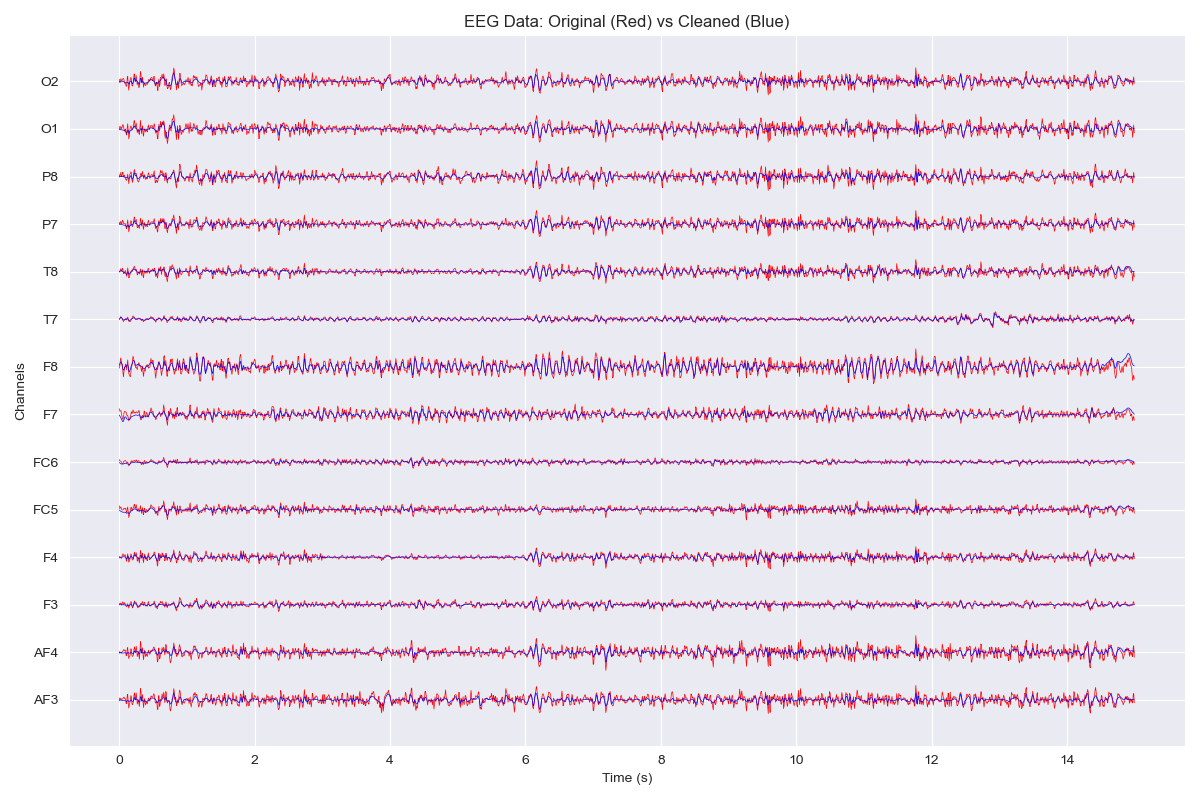 EEG Data: Original (Red) vs Cleaned (Blue)
O2
O1
P8
P7
T8
T7
F8
F7
FC6
FC5
F4
F3
AF4
AF3
Channels
0 2 4 6 8 10 12 14
Time (s)